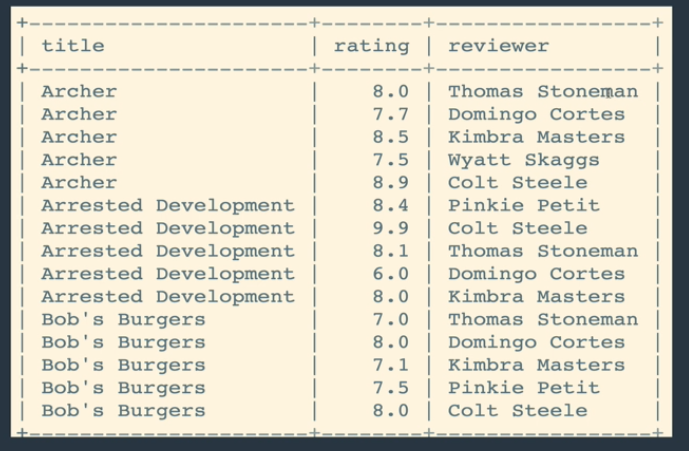 +----------------------+--------+------------------+
| title                | rating | reviewer         |
+----------------------+--------+------------------+
| Archer               |    8.0 | Thomas Stoneman  |
| Archer               |    7.7 | Domingo Cortes   |
| Archer               |    8.5 | Kimbra Masters   |
| Archer               |    7.5 | Wyatt Skaggs     |
| Archer               |    8.9 | Colt Steele      |
| Arrested Development |    8.4 | Pinkie Petit     |
| Arrested Development |    9.9 | Colt Steele      |
| Arrested Development |    8.1 | Thomas Stoneman  |
| Arrested Development |    6.0 | Domingo Cortes   |
| Arrested Development |    8.0 | Kimbra Masters   |
| Bob's Burgers        |    7.0 | Thomas Stoneman  |
| Bob's Burgers        |    8.0 | Domingo Cortes   |
| Bob's Burgers        |    7.1 | Kimbra Masters   |
| Bob's Burgers        |    7.5 | Pinkie Petit     |
| Bob's Burgers        |    8.0 | Colt Steele      |
+----------------------+--------+------------------+